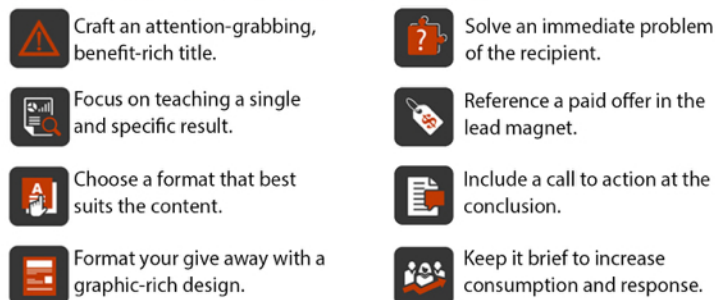 Craft an attention-grabbing,
benefit-rich title.
Focus on teaching a single
and specific result.
Choose a format that best
suits the content.
Format your give away with a
graphic-rich design.
Solve an immediate problem
of the recipient.
Reference a paid offer in the
lead magnet.
Include a call to action at the
conclusion.
Keep it brief to increase
consumption and response.